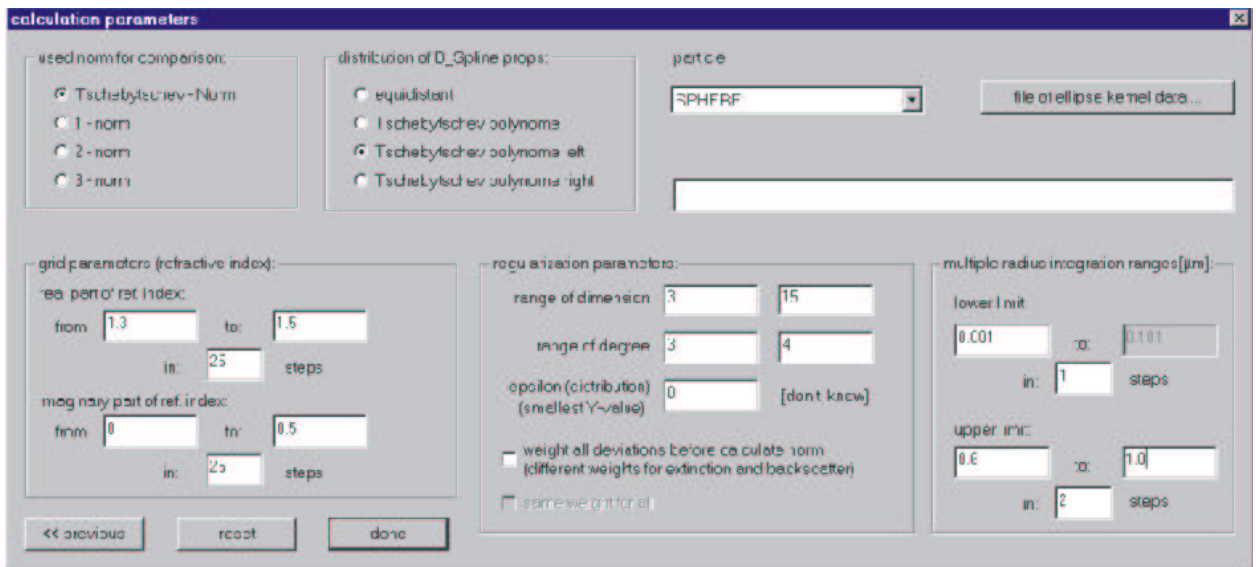 calculation parameters
used norm for comparison:
Tschebytschev-Norm
1 - norm
2 - norm
3 - norm
distribution of D_Spline props:
equidistant
Tschebytschev polynome
Tschebytschev polynome left
Tschebytschev polynome right
particle
SPHERE
file of ellipse kernel data...
grid parameters (refractive index):
real part of ref. index:
from 1.3 to:
in: 25 steps
imaginary part of ref. index:
from 0 to: 0.5
in: 25 steps
regularization parameters:
range of dimension 3 15
range of degree 3 4
epsilon (distribution) 0 [don't know]
(smallest Y-value)
weight all deviations before calculate norm
(different weights for extinction and backscatter)
same weight for all
multiple radius integration ranges[µm]:
lower limit
0.001 to: 0.101
in: 1 steps
upper limit:
0.6 to: 1.0
in: 2 steps
<< previous
reset
done